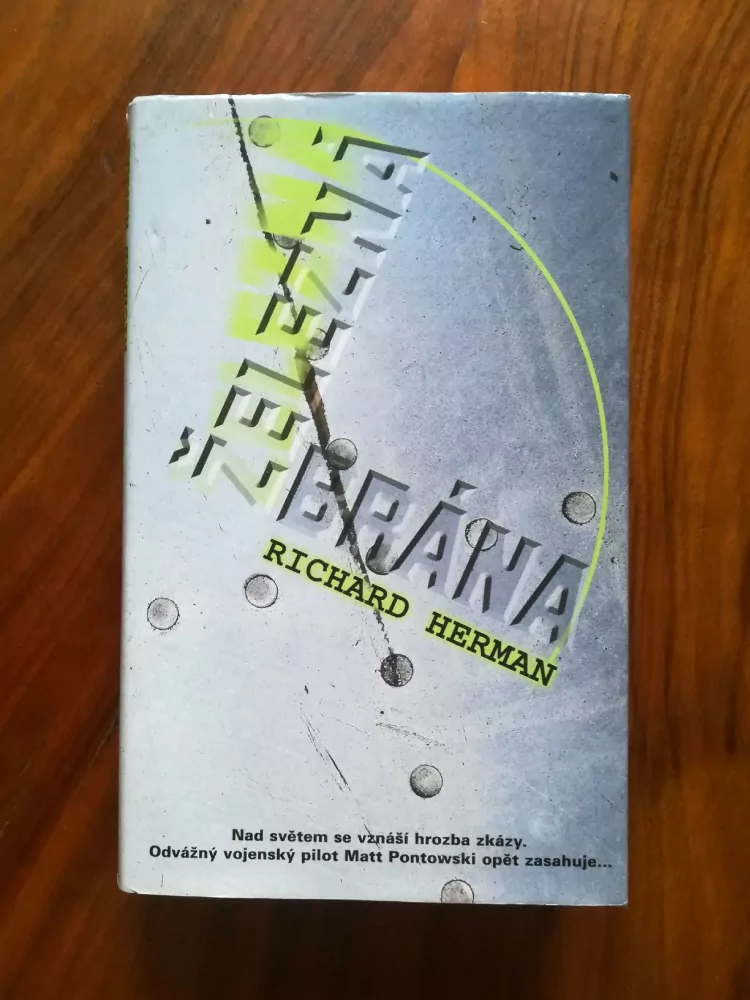 ŽELEZNÁ
BRÁNA
RICHARD HERMAN
Nad světem se vznáší hrozba zkázy.
Odvážný vojenský pilot Matt Pontowski opět zasahuje...